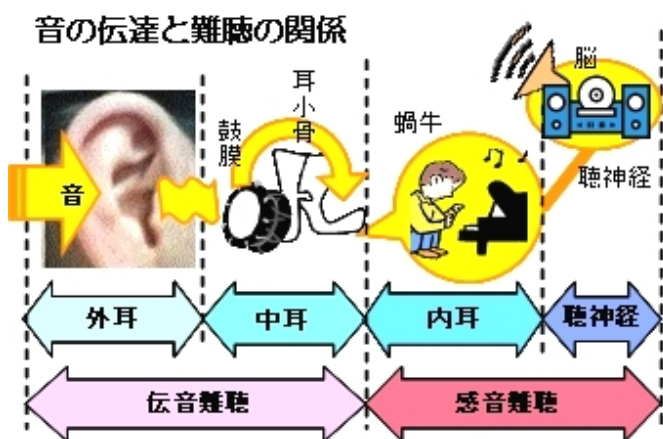 音の伝達と難聴の関係
音
鼓膜
耳小骨
蝸牛
脳
聴神経
外耳
中耳
内耳
聴神経
伝音難聴
感音難聴